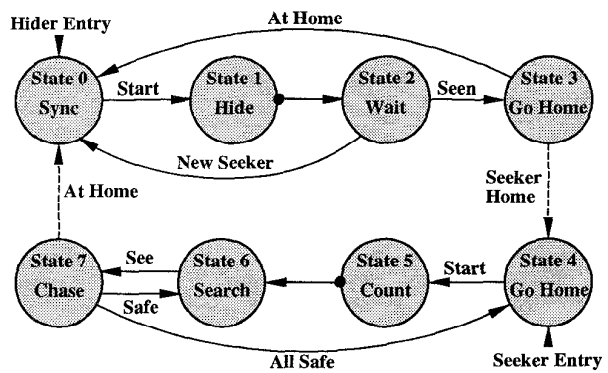 Hider Entry
At Home
State 0
Sync
Start
State 1
Hide
State 2
Wait
Seen
State 3
Go Home
New Seeker
At Home
Seeker
Home
State 7
Chase
See
Safe
State 6
Search
State 5
Count
Start
State 4
Go Home
All Safe
Seeker Entry